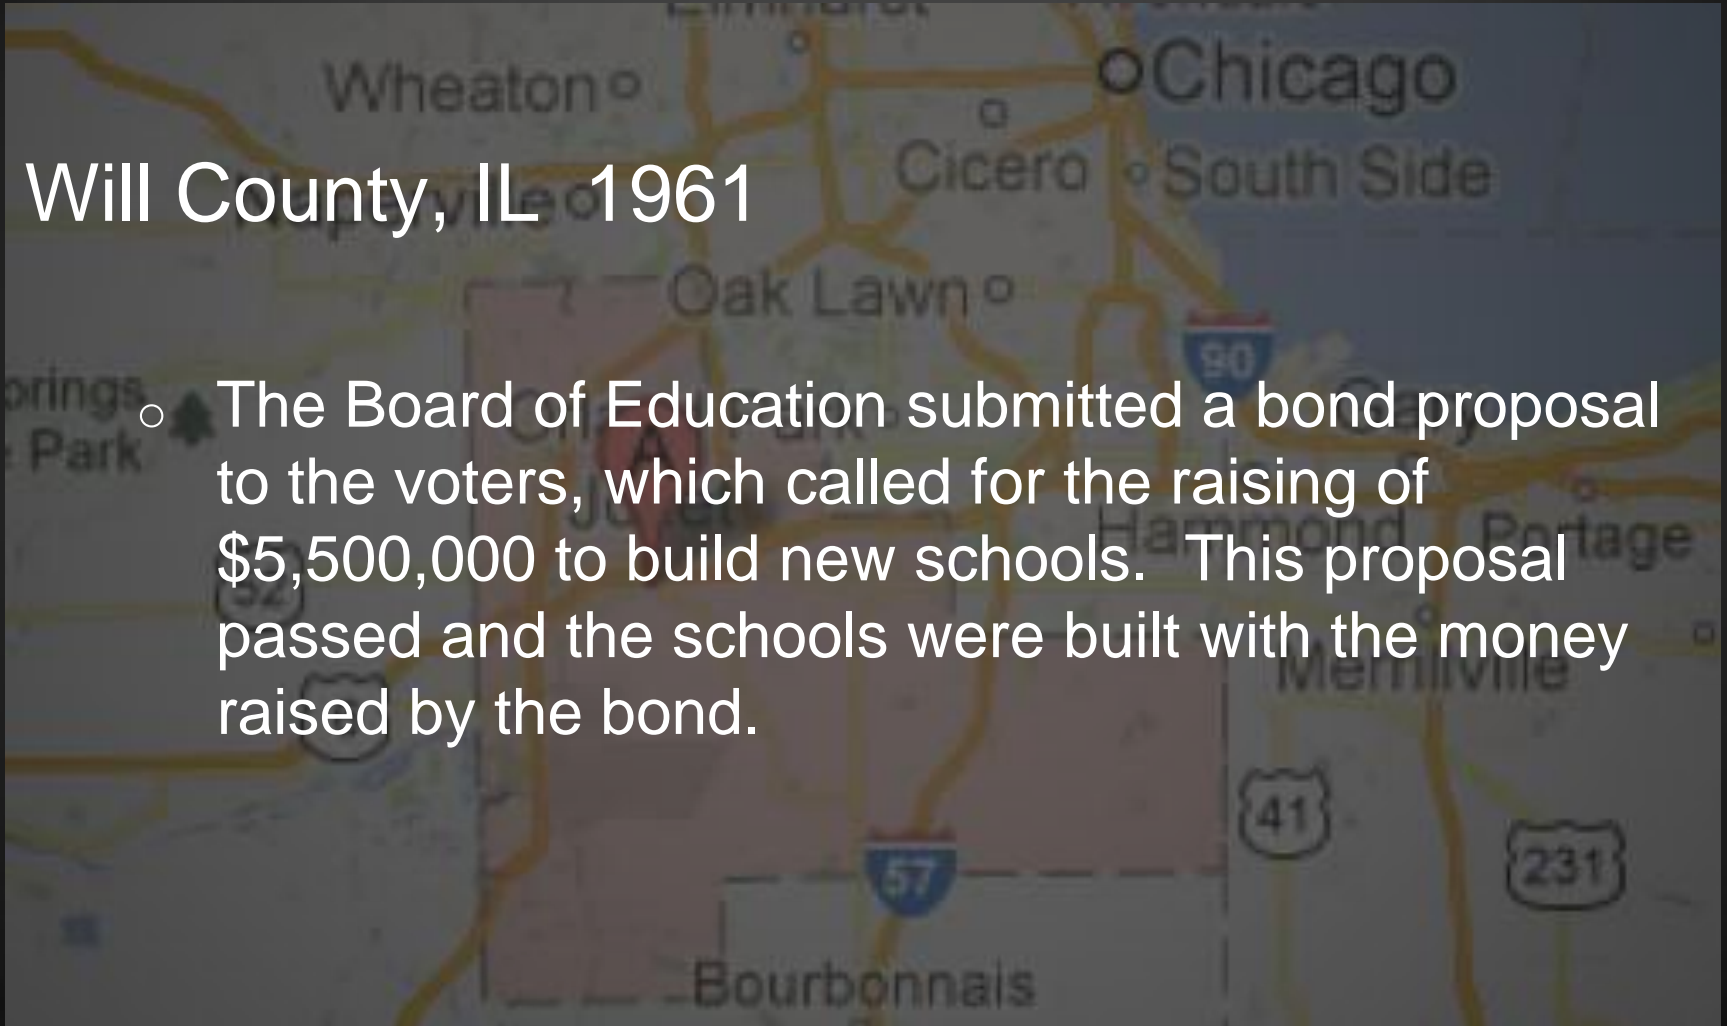 Elmhurst
Wheaton
Chicago
Cicero
South Side
Will County, IL 1961
Oak Lawn
90
The Board of Education submitted a bond proposal
Park
A
to the voters, which called for the raising of
Hammond
Portage
$5,500,000 to build new schools. This proposal
52
passed and the schools were built with the money
Merrillville
raised by the bond.
41
57
231
Bourbonnais